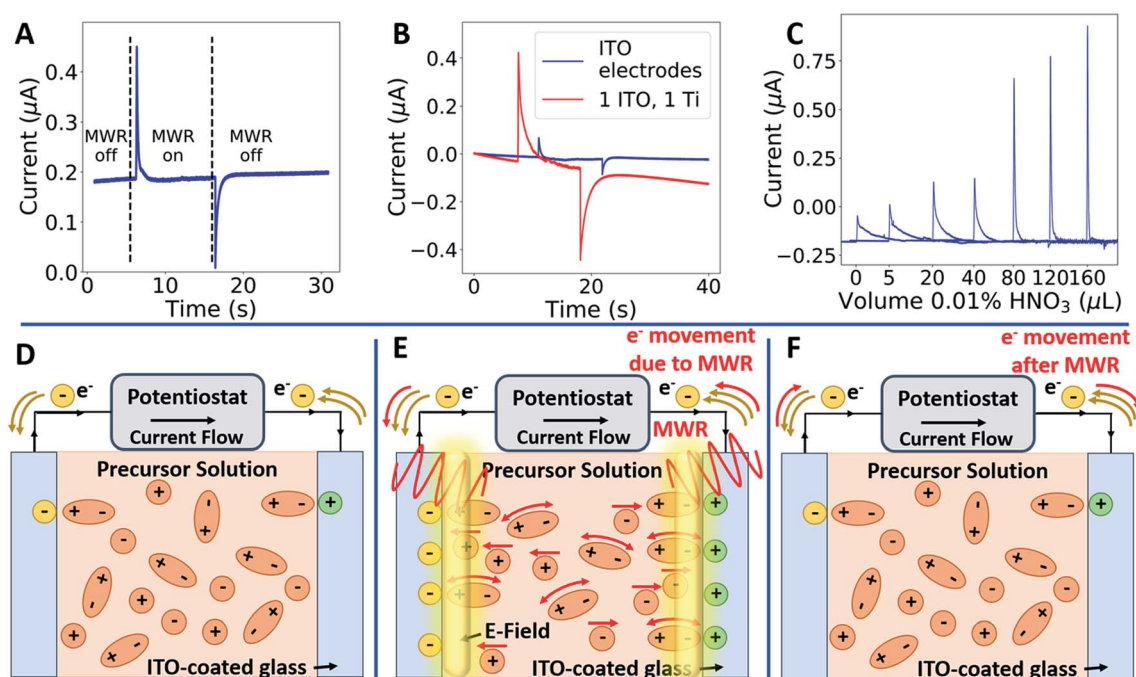 A
Current (μA)
0.4
0.3
0.2
0.1
0.0
MWR off
MWR on
MWR off
0 10 20 30
Time (s)
B
Current (μA)
0.4
0.2
0.0
−0.2
−0.4
ITO
electrodes
1 ITO, 1 Ti
0 20 40
Time (s)
C
Current (μA)
0.75
0.50
0.25
0.00
−0.25
0 5 20 40 80 120 160
Volume 0.01% HNO3 (μL)
D
- e-
Potentiostat
Current Flow
- e-
Precursor Solution
ITO-coated glass
E
e- movement
due to MWR
- e-
Potentiostat
Current Flow
- e-
MWR
Precursor Solution
E-Field
ITO-coated glass
F
e- movement
after MWR
- e-
Potentiostat
Current Flow
- e-
Precursor Solution
ITO-coated glass